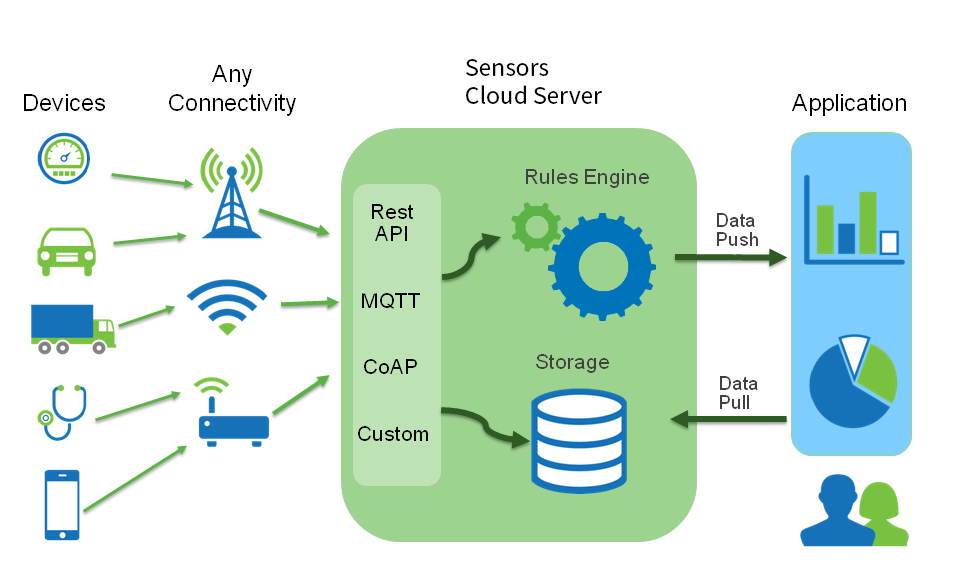 Devices
Any
Connectivity
Sensors
Cloud Server
Application
Rest
API
MQTT
CoAP
Custom
Rules Engine
Storage
Data
Push
Data
Pull